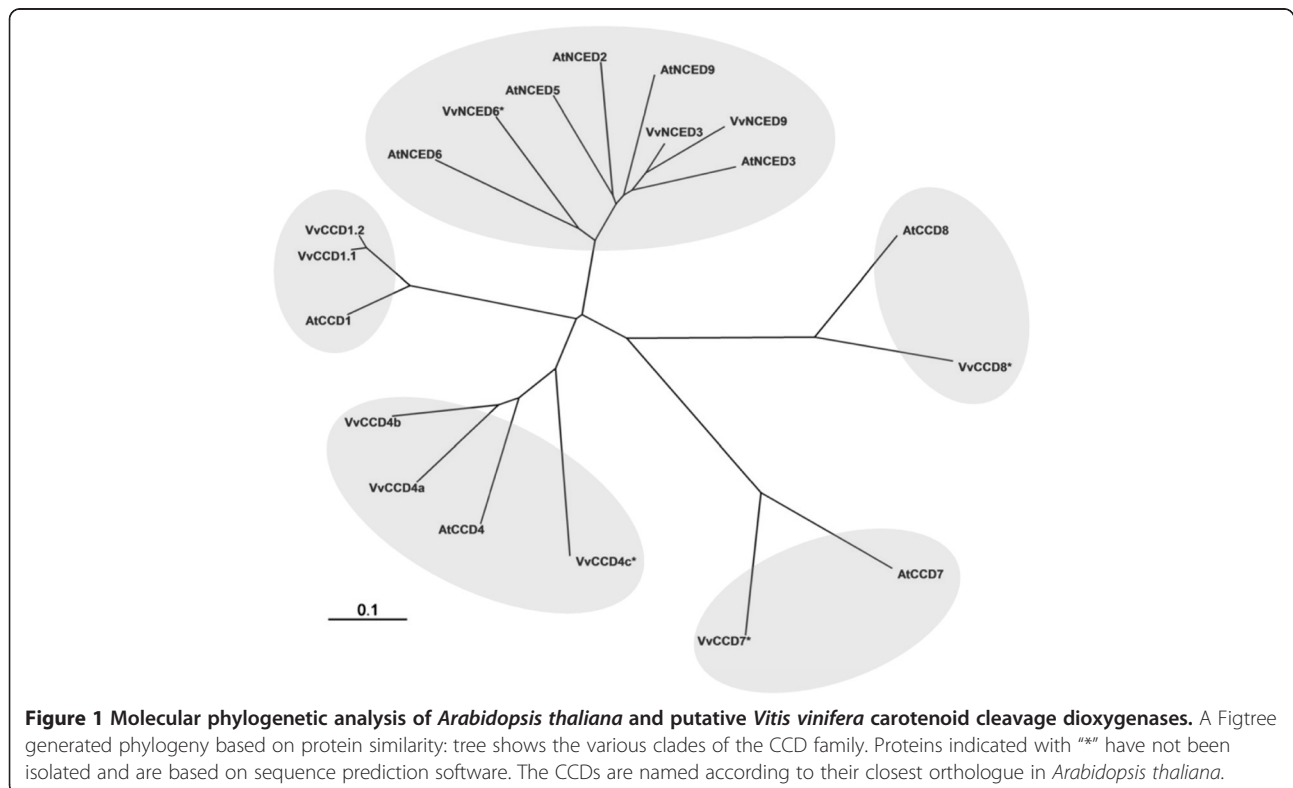 AtNCED2
AtNCED9
AtNCED5
VvNCED6*
VvNCED9
VvNCED3
AtNCED6
AtNCED3
VvCCD1.2
AtCCD8
VvCCD1.1
AtCCD1
VvCCD8*
VvCCD4b
VvCCD4a
AtCCD4
VvCCD4c*
AtCCD7
0.1
VvCCD7*
Figure 1 Molecular phylogenetic analysis of Arabidopsis thaliana and putative Vitis vinifera carotenoid cleavage dioxygenases. A Figtree
generated phylogeny based on protein similarity: tree shows the various clades of the CCD family. Proteins indicated with “*” have not been
isolated and are based on sequence prediction software. The CCDs are named according to their closest orthologue in Arabidopsis thaliana.